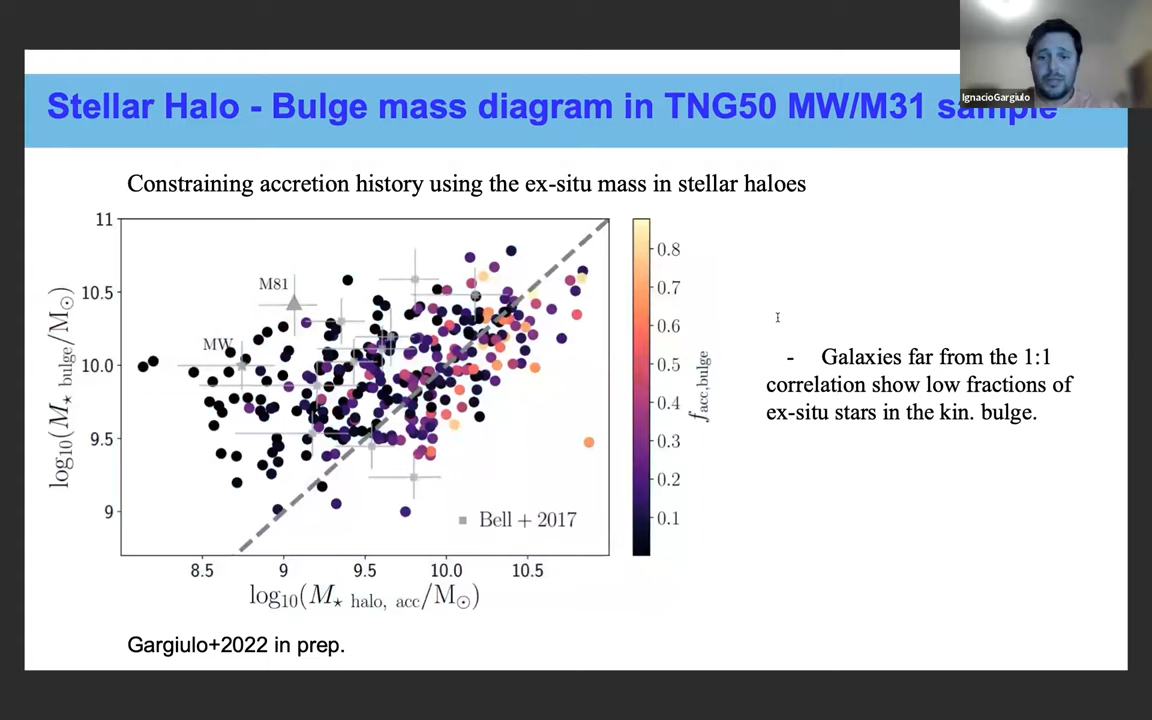 IgnacioGargiulo
Stellar Halo - Bulge mass diagram in TNG50 MW/M31 sample
Constraining accretion history using the ex-situ mass in stellar haloes
11
10.5
10.0
9.5
9
log₁₀(M⋆ bulge/M☉)
M81
MW
Bell + 2017
8.5 9 9.5 10.0 10.5
log₁₀(M⋆ halo, acc/M☉)
0.8
0.7
0.6
0.5
0.4
0.3
0.2
0.1
f acc,bulge
- Galaxies far from the 1:1
correlation show low fractions of
ex-situ stars in the kin. bulge.
Gargiulo+2022 in prep.